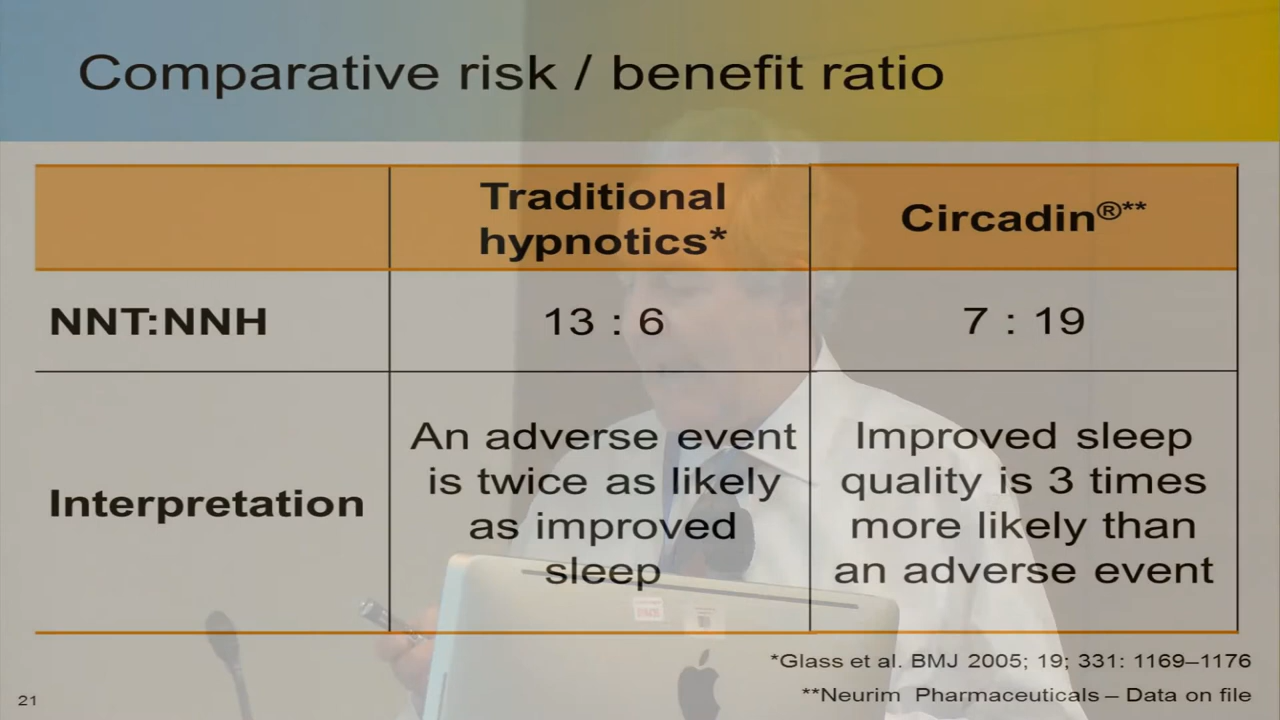 Comparative risk / benefit ratio
Traditional
hypnotics*
Circadin®**
NNT:NNH
13 : 6
7 : 19
Interpretation
An adverse event
is twice as likely
as improved
sleep
Improved sleep
quality is 3 times
more likely than
an adverse event
*Glass et al. BMJ 2005; 19; 331: 1169–1176
**Neurim Pharmaceuticals – Data on file
21